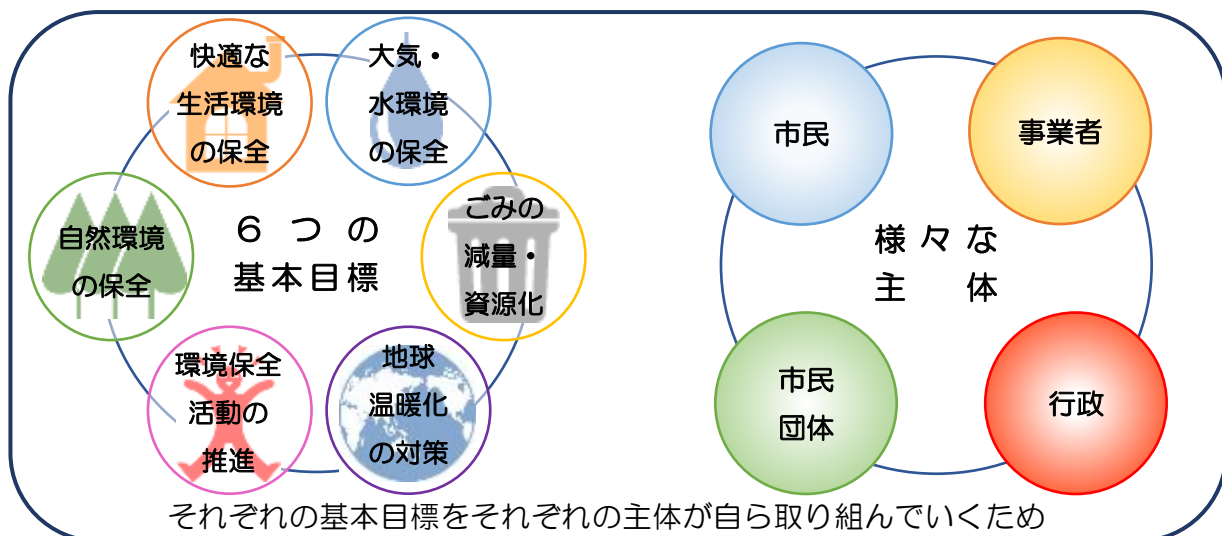 快適な
生活環境
の保全
大気・
水環境
の保全
自然環境
の保全
6つの
基本目標
ごみの
減量・
資源化
環境保全
活動の
推進
地球
温暖化
の対策
市民
事業者
様々な
主体
市民
団体
行政
それぞれの基本目標をそれぞれの主体が自ら取り組んでいくため